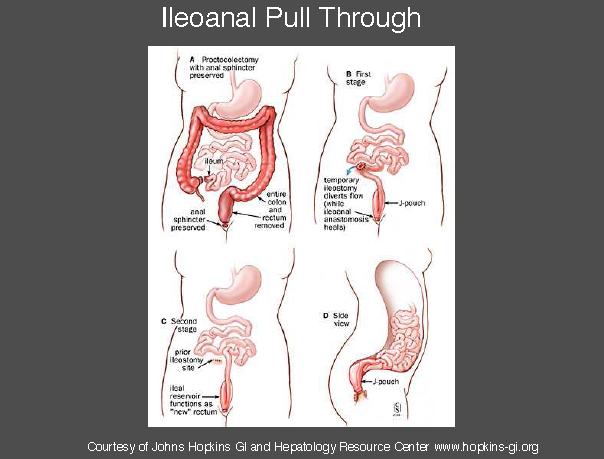 Ileoanal Pull Through
A Proctocolectomy
with anal sphincter
preserved
ileum
anal
sphincter
preserved
entire
colon
and
rectum
removed
B First
stage
temporary
ileostomy
diverts flow
(while
ileoanal
anastomosis
heals)
J-pouch
C Second
stage
prior
ileostomy
site
ileal
reservoir
functions as
"new" rectum
D Side
view
J-pouch
Courtesy of Johns Hopkins GI and Hepatology Resource Center www.hopkins-gi.org